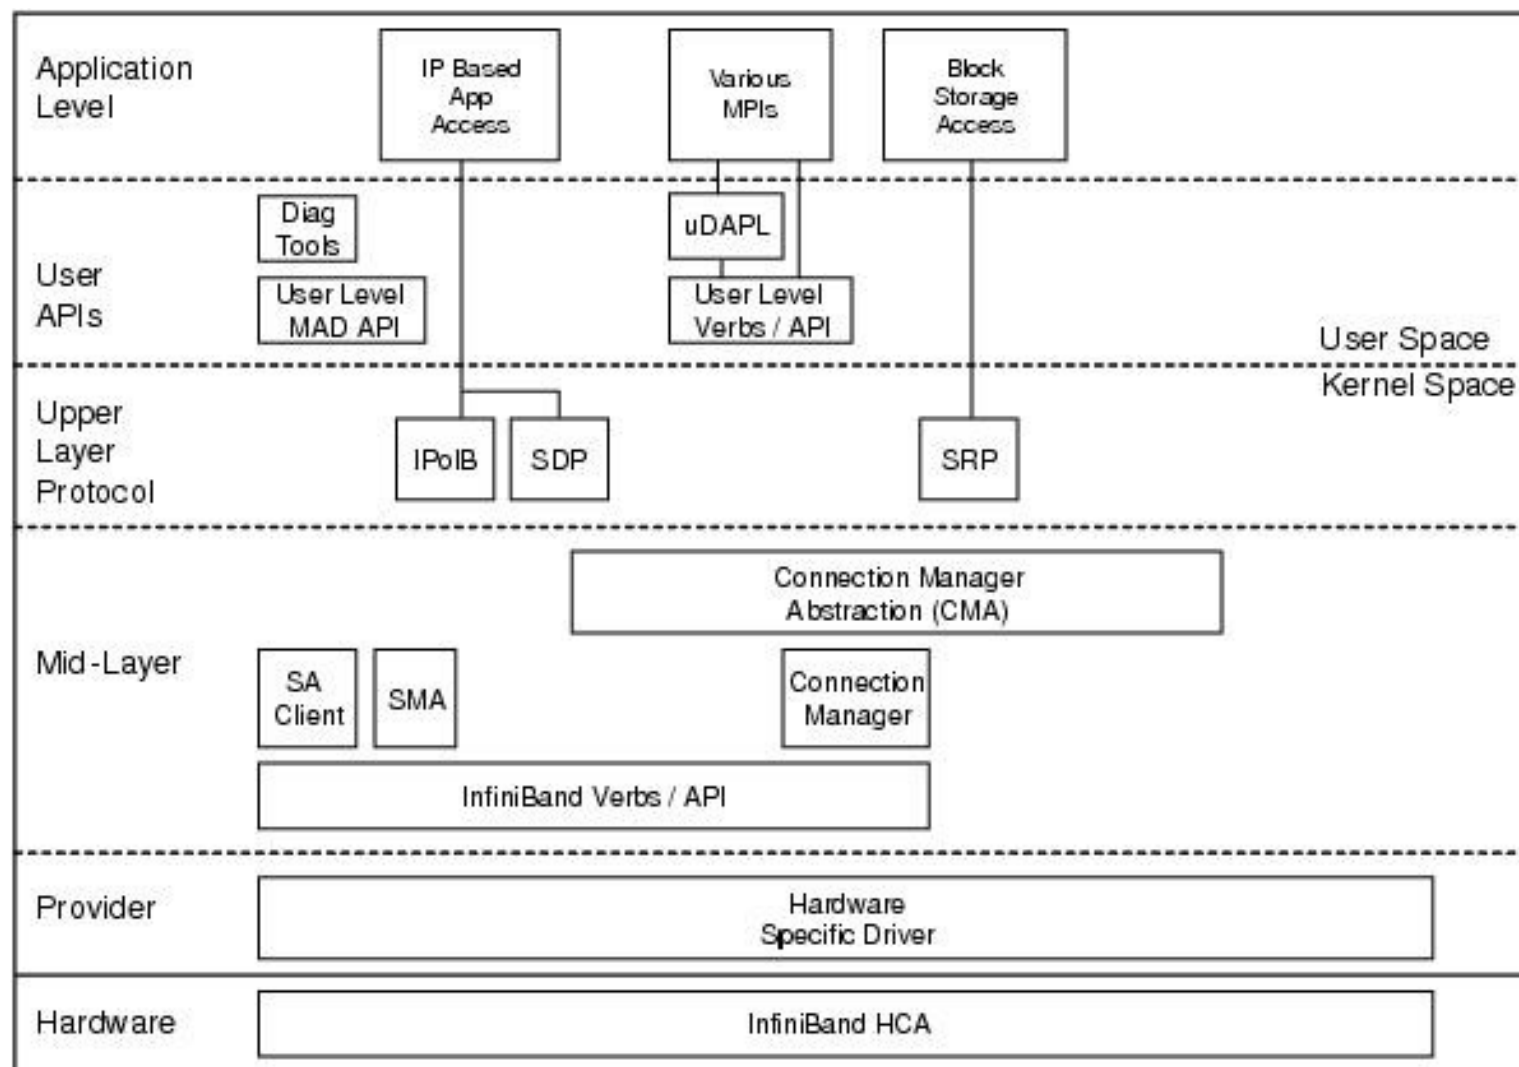 Application
Level
IP Based
App
Access
Various
MPIs
Block
Storage
Access
User
APIs
Diag
Tools
User Level
MAD API
uDAPL
User Level
Verbs / API
User Space
Kernel Space
Upper
Layer
Protocol
IPoIB
SDP
SRP
Mid-Layer
Connection Manager
Abstraction (CMA)
SA
Client
SMA
Connection
Manager
InfiniBand Verbs / API
Provider
Hardware
Specific Driver
Hardware
InfiniBand HCA